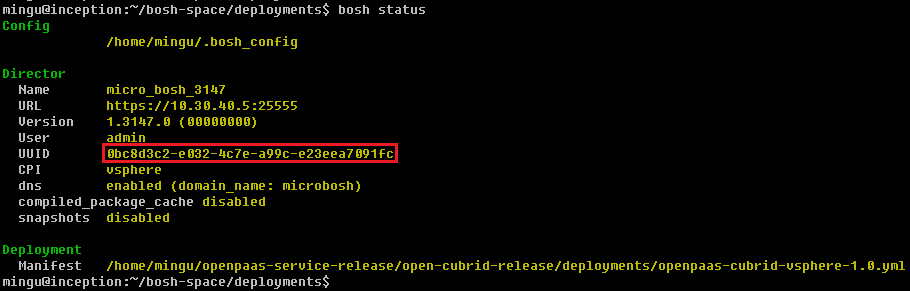 mingu@inception:~/bosh-space/deployments$ bosh status
Config
/home/mingu/.bosh_config
Director
Name micro_bosh_3147
URL https://10.30.40.5:25555
Version 1.3147.0 (00000000)
User admin
UUID 0bc8d3c2-e032-4c7e-a99c-e23eea7091fc
CPI vsphere
dns enabled (domain_name: microbosh)
compiled_package_cache disabled
snapshots disabled
Deployment
Manifest /home/mingu/openpaas-service-release/open-cubrid-release/deployments/openpaas-cubrid-vsphere-1.0.yml
mingu@inception:~/bosh-space/deployments$